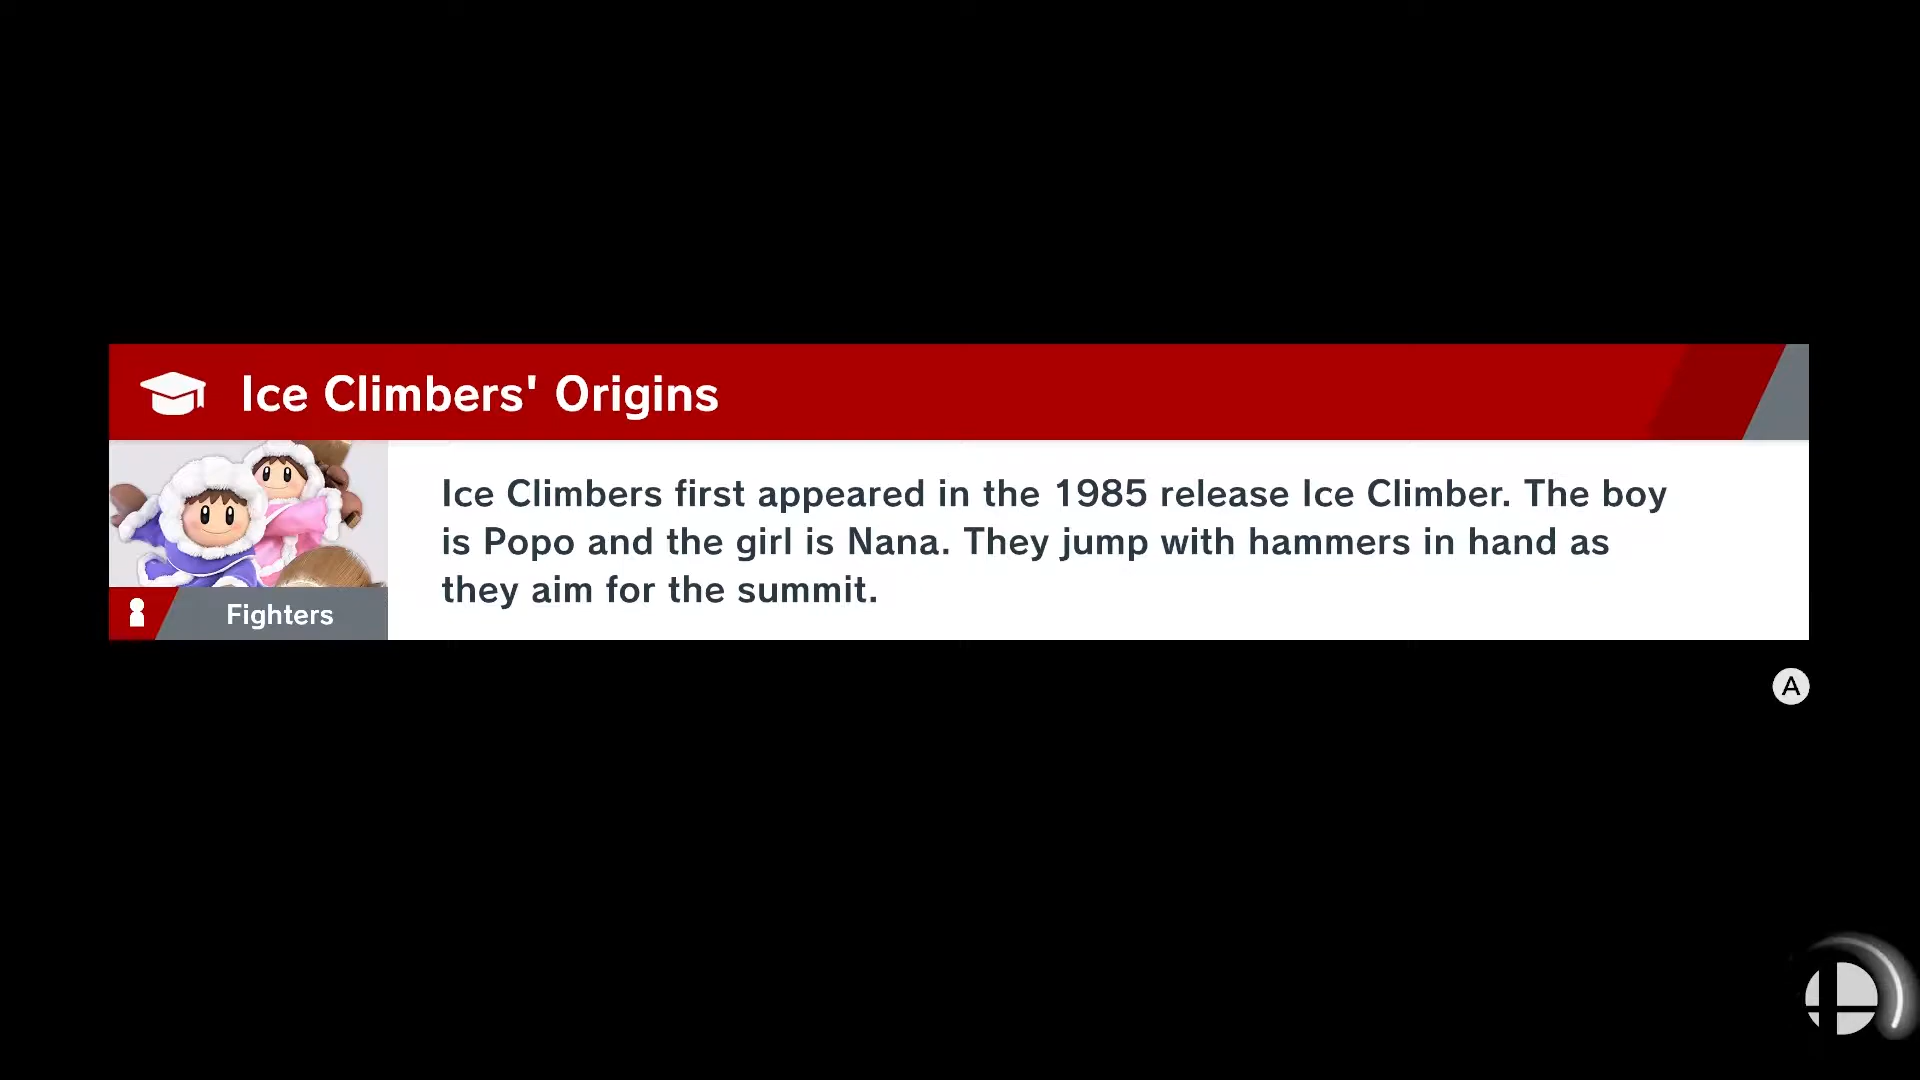 Ice Climbers' Origins
Ice Climbers first appeared in the 1985 release Ice Climber. The boy
is Popo and the girl is Nana. They jump with hammers in hand as
they aim for the summit.
Fighters
A